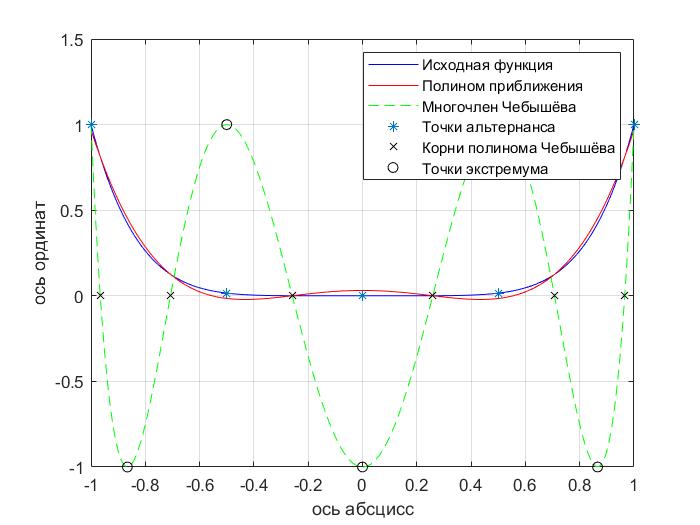 1.5
1
0.5
0
-0.5
-1
ось ординат
Исходная функция
Полином приближения
Многочлен Чебышёва
Точки альтернанса
Корни полинома Чебышёва
Точки экстремума
-1 -0.8 -0.6 -0.4 -0.2 0 0.2 0.4 0.6 0.8 1
ось абсцисс